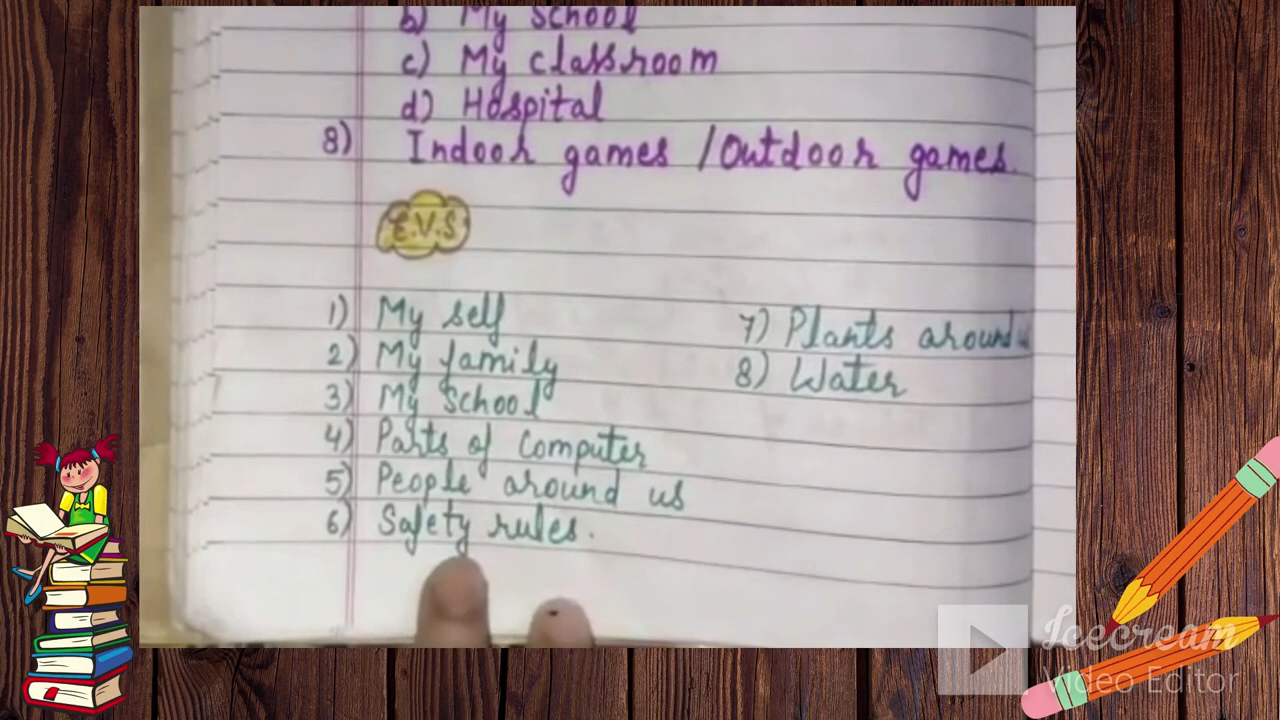 b) My School
c) My classroom
d) Hospital
8) Indoor games / Outdoor games.
E.V.S
1) My self
2) My family
3) My School
4) Parts of Computer
5) People around us
6) Safety rules.
7) Plants around
8) Water
Icecream
Video Editor